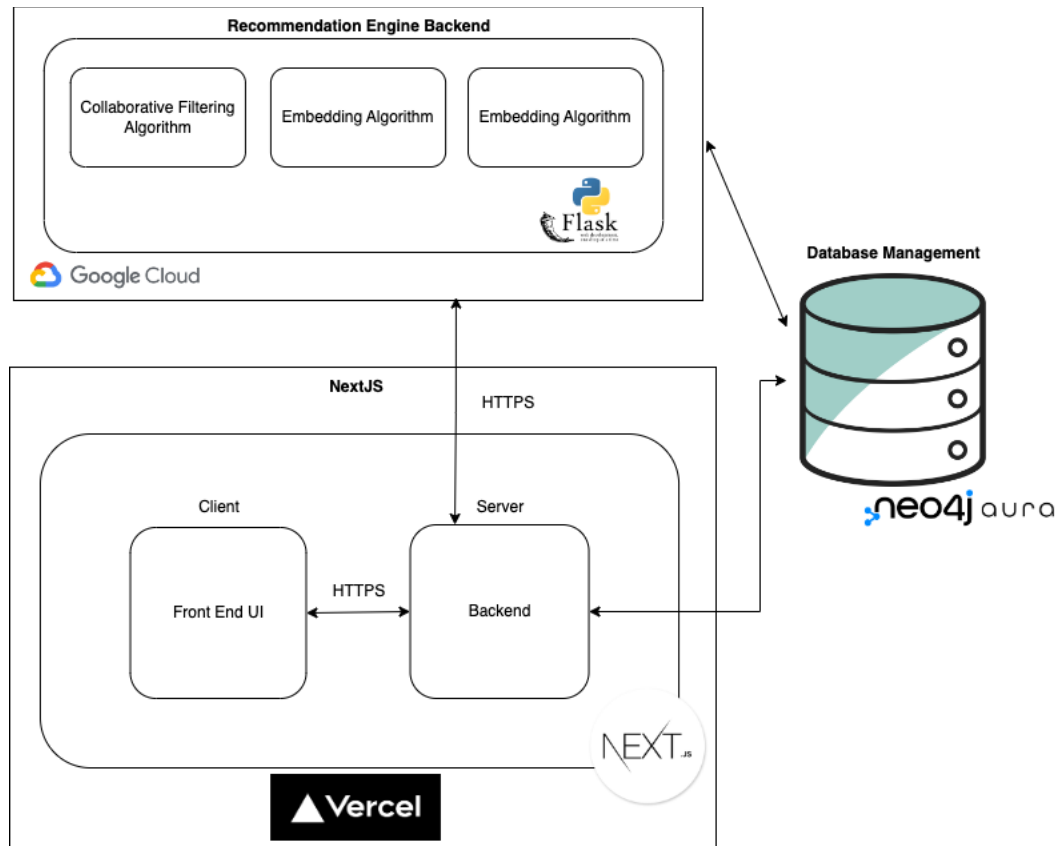 Recommendation Engine Backend
Collaborative Filtering
Algorithm
Embedding Algorithm
Embedding Algorithm
Flask
Google Cloud
Database Management
neo4j aura
NextJS
HTTPS
Client
Server
Front End UI
HTTPS
Backend
NEXT.JS
Vercel